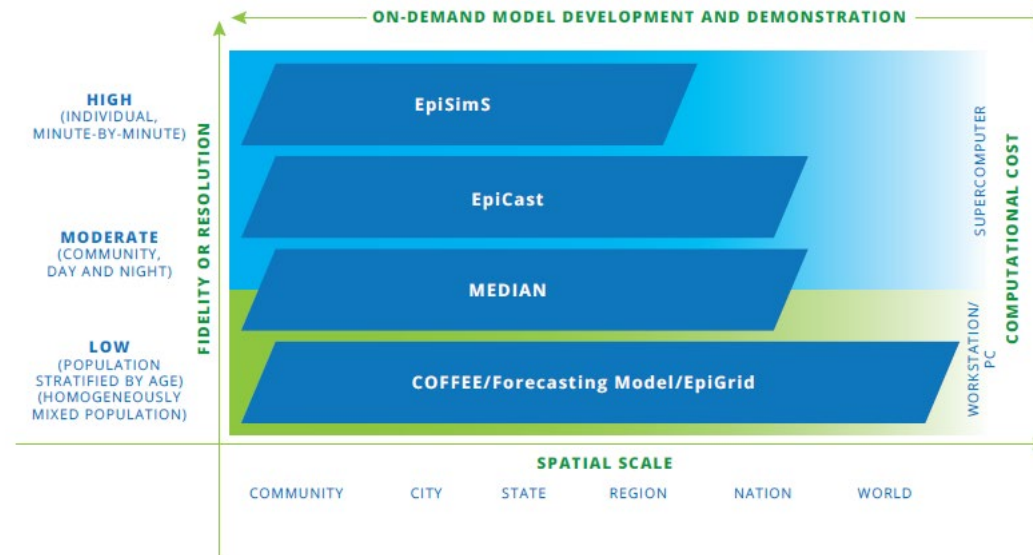 ON-DEMAND MODEL DEVELOPMENT AND DEMONSTRATION
HIGH
(INDIVIDUAL,
MINUTE-BY-MINUTE)
MODERATE
(COMMUNITY,
DAY AND NIGHT)
LOW
(POPULATION
STRATIFIED BY AGE)
(HOMOGENEOUSLY
MIXED POPULATION)
FIDELITY OR RESOLUTION
EpiSimS
EpiCast
MEDIAN
COFFEE/Forecasting Model/EpiGrid
SUPERCOMPUTER
WORKSTATION/
PC
COMPUTATIONAL COST
SPATIAL SCALE
COMMUNITY CITY STATE REGION NATION WORLD